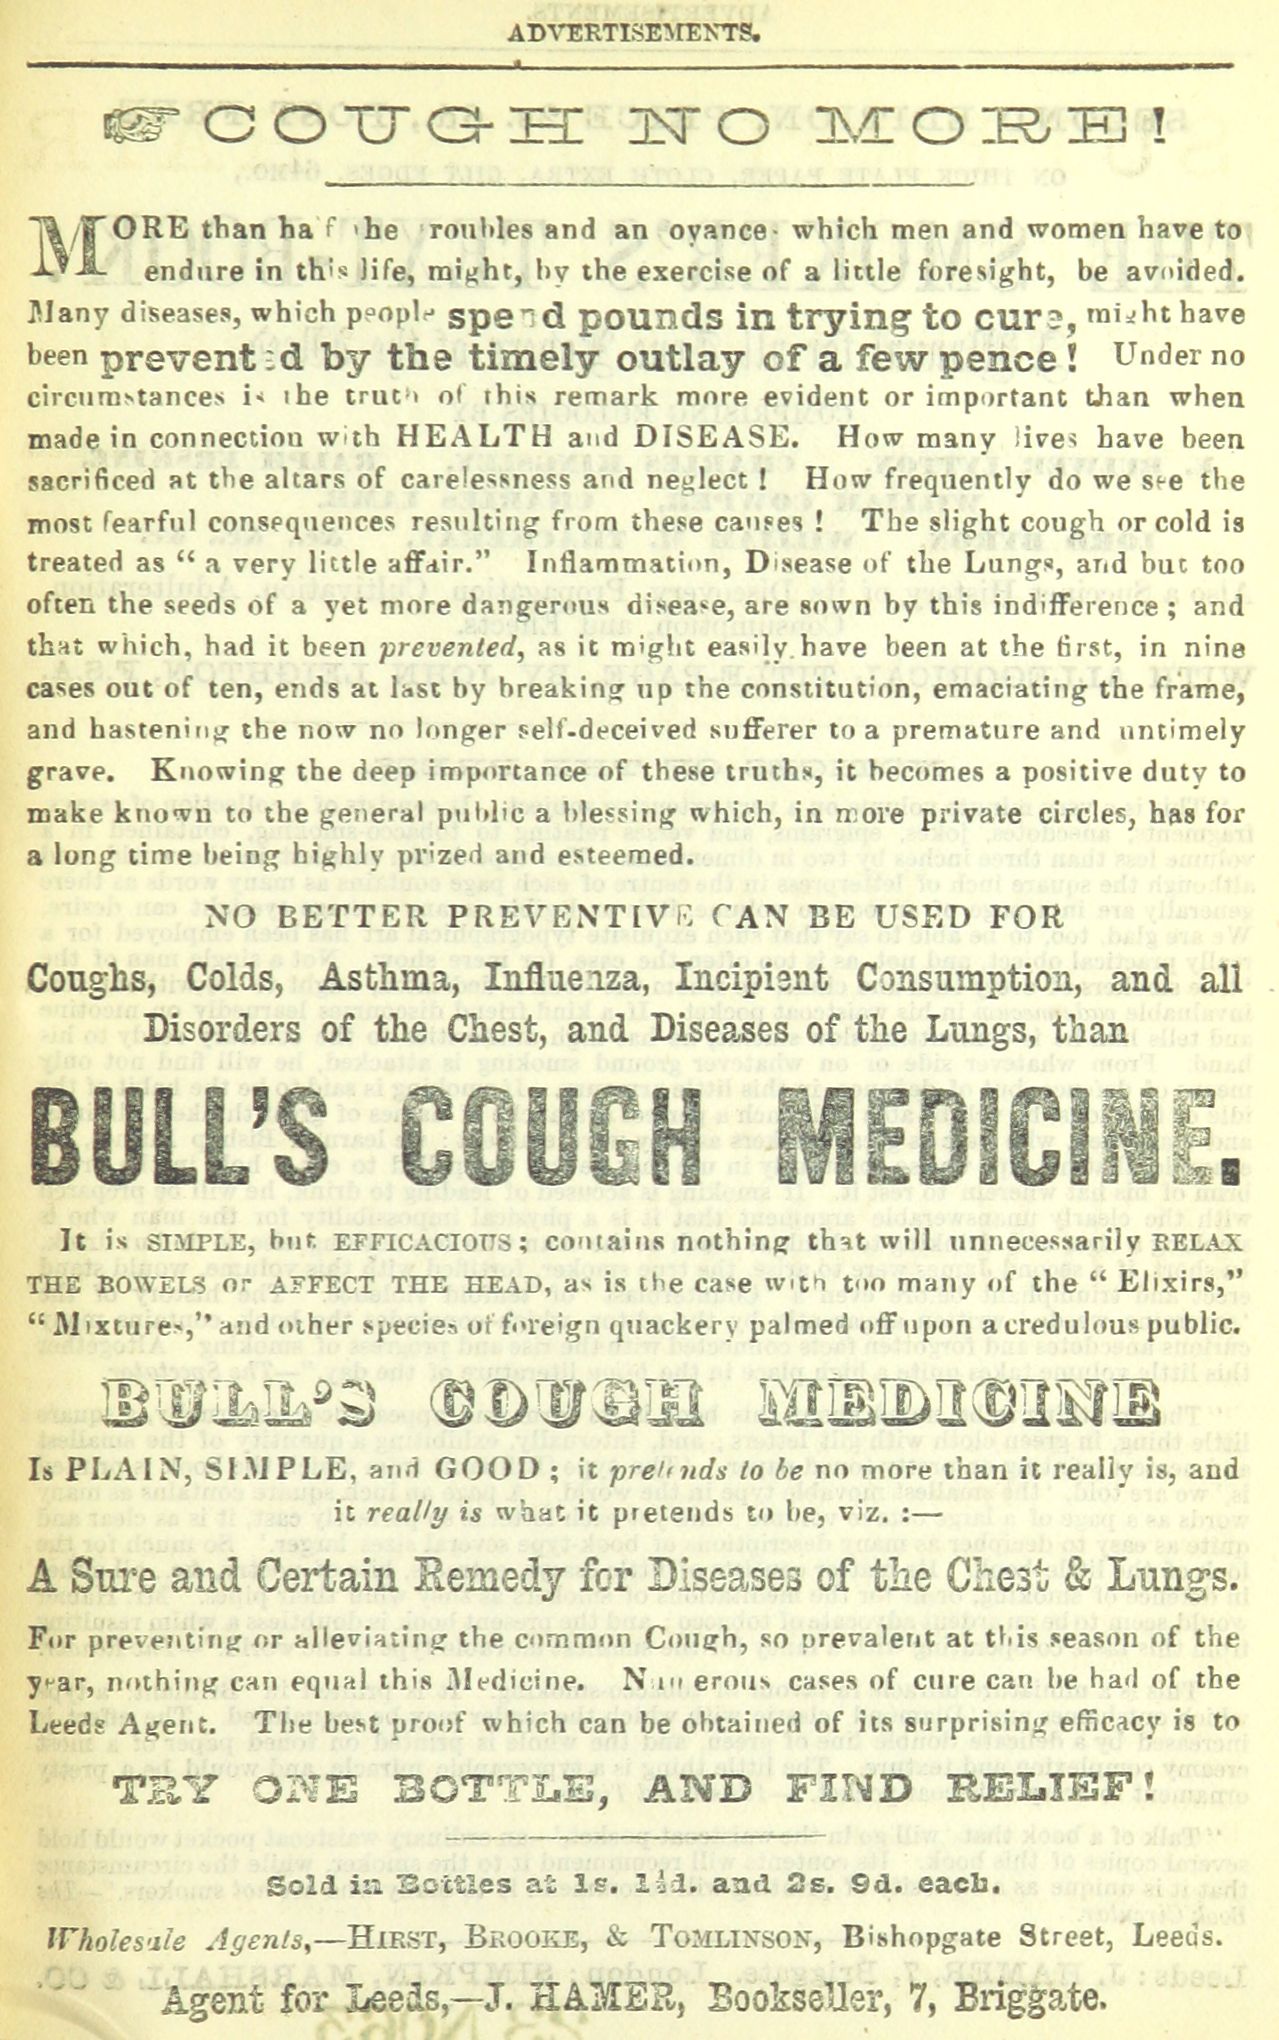 ADVERTISEMENTS.
☞ COUGH NO MORE!
MORE than half the troubles and annoyances which men and women have to
endure in this life, might, by the exercise of a little foresight, be avoided.
Many diseases, which people spend pounds in trying to cure, might have
been prevented by the timely outlay of a few pence! Under no
circumstances is the truth of this remark more evident or important than when
made in connection with HEALTH and DISEASE. How many lives have been
sacrificed at the altars of carelessness and neglect! How frequently do we see the
most fearful consequences resulting from these causes! The slight cough or cold is
treated as "a very little affair." Inflammation, Disease of the Lungs, and but too
often the seeds of a yet more dangerous disease, are sown by this indifference; and
that which, had it been prevented, as it might easily have been at the first, in nine
cases out of ten, ends at last by breaking up the constitution, emaciating the frame,
and hastening the now no longer self-deceived sufferer to a premature and untimely
grave. Knowing the deep importance of these truths, it becomes a positive duty to
make known to the general public a blessing which, in more private circles, has for
a long time being highly prized and esteemed.
NO BETTER PREVENTIVE CAN BE USED FOR
Coughs, Colds, Asthma, Influenza, Incipient Consumption, and all
Disorders of the Chest, and Diseases of the Lungs, than
BULL'S COUGH MEDICINE.
It is SIMPLE, but EFFICACIOUS; contains nothing that will unnecessarily RELAX
THE BOWELS or AFFECT THE HEAD, as is the case with too many of the "Elixirs,"
"Mixtures," and other species of foreign quackery palmed off upon a credulous public.
BULL'S COUGH MEDICINE
Is PLAIN, SIMPLE, and GOOD; it pretends to be no more than it really is, and
it really is what it pretends to be, viz. :—
A Sure and Certain Remedy for Diseases of the Chest & Lungs.
For preventing or alleviating the common Cough, so prevalent at this season of the
year, nothing can equal this Medicine. Numerous cases of cure can be had of the
Leeds Agent. The best proof which can be obtained of its surprising efficacy is to
TRY ONE BOTTLE, AND FIND RELIEF!
Sold in Bottles at 1s. 1½d. and 2s. 9d. each.
Wholesale Agents,—HIRST, BROOKE, & TOMLINSON, Bishopgate Street, Leeds.
Agent for Leeds,—J. HAMER, Bookseller, 7, Briggate.